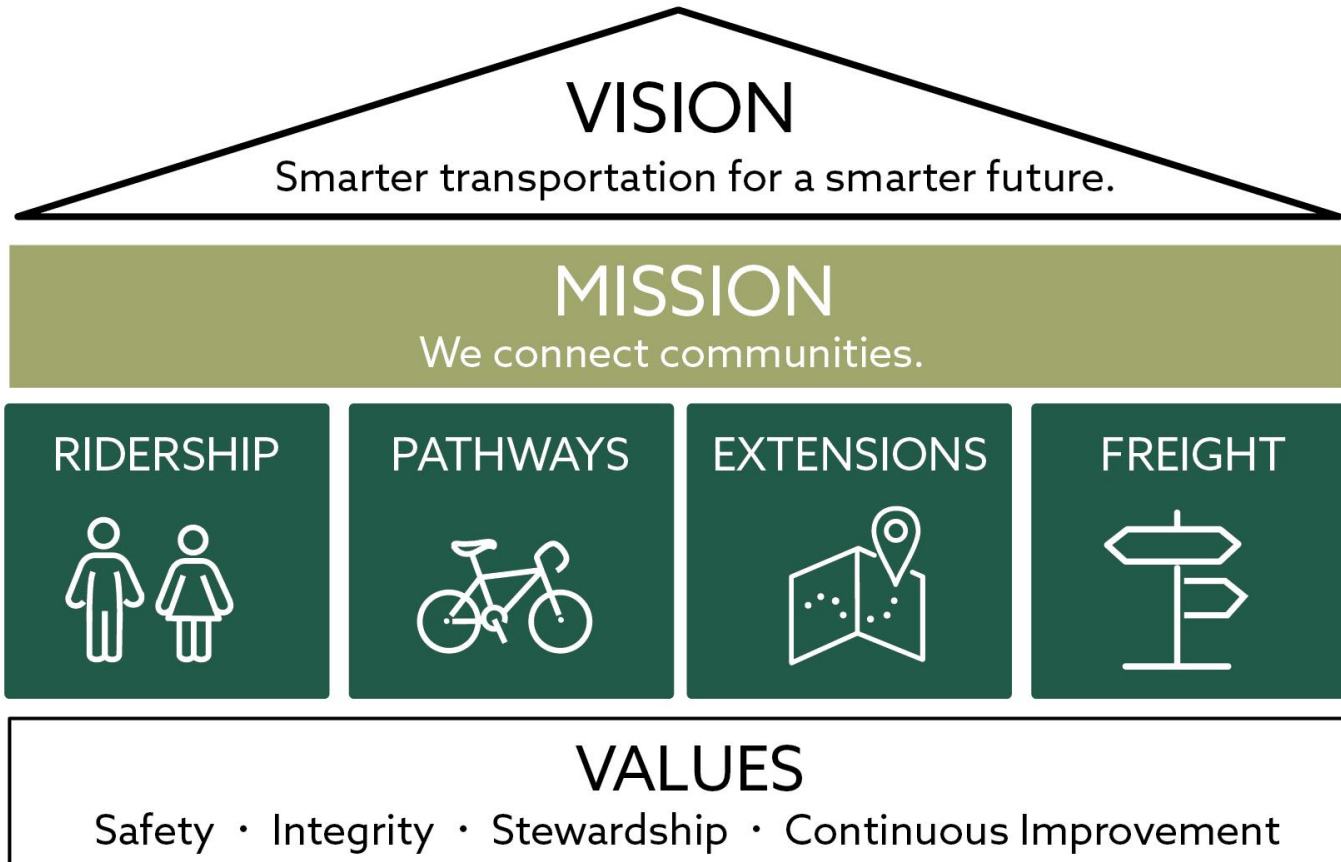 VISION
Smarter transportation for a smarter future.
MISSION
We connect communities.
RIDERSHIP
PATHWAYS
EXTENSIONS
FREIGHT
VALUES
Safety · Integrity · Stewardship · Continuous Improvement